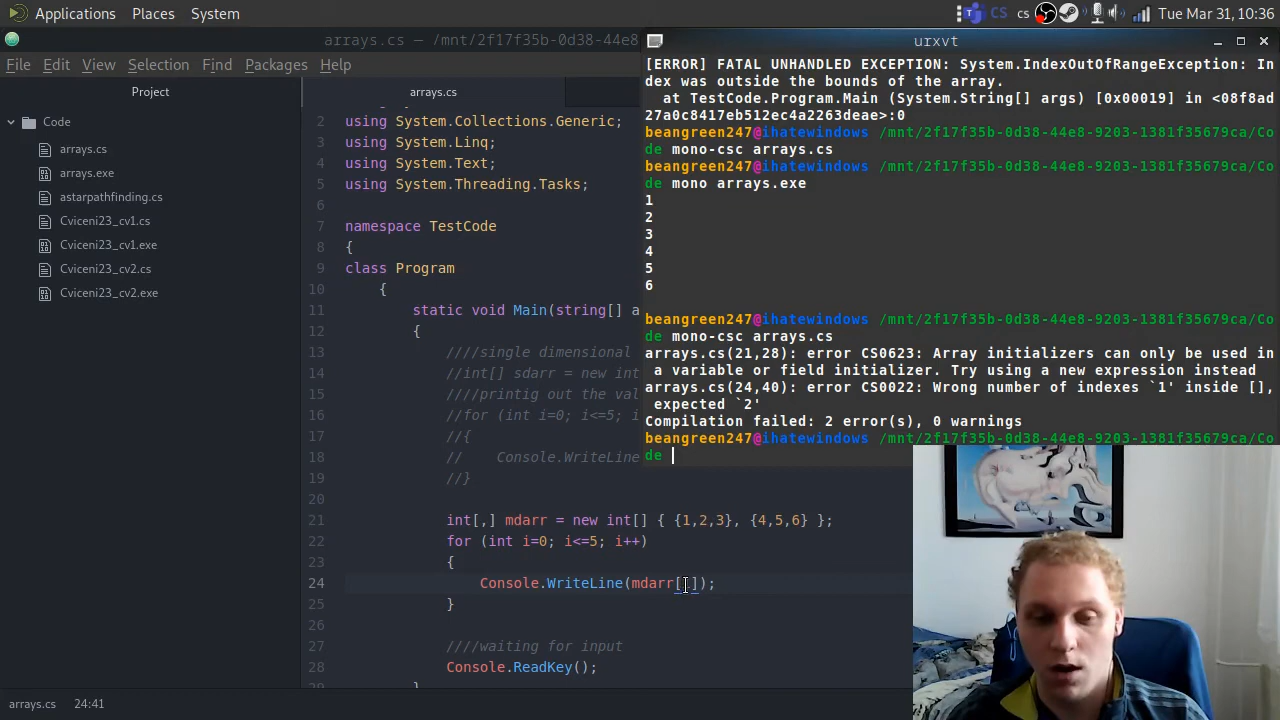 Applications Places System CS cs Tue Mar 31, 10:36
arrays.cs — /mnt/2f17f35b-0d38-44e8
File Edit View Selection Find Packages Help
Project
Code
arrays.cs
arrays.exe
astarpathfinding.cs
Cviceni23_cv1.cs
Cviceni23_cv1.exe
Cviceni23_cv2.cs
Cviceni23_cv2.exe
arrays.cs
2 using System.Collections.Generic;
3 using System.Linq;
4 using System.Text;
5 using System.Threading.Tasks;
6
7 namespace TestCode
8 {
9 class Program
10 {
11 static void Main(string[] a
12 {
13 ////single dimensional
14 //int[] sdarr = new int
15 ////printig out the val
16 //for (int i=0; i<=5; i
17 //{
18 // Console.WriteLine
19 //}
20
21 int[,] mdarr = new int[] { {1,2,3}, {4,5,6} };
22 for (int i=0; i<=5; i++)
23 {
24 Console.WriteLine(mdarr[]);
25 }
26
27 ////waiting for input
28 Console.ReadKey();
29 }
arrays.cs 24:41
urxvt
[ERROR] FATAL UNHANDLED EXCEPTION: System.IndexOutOfRangeException: In
dex was outside the bounds of the array.
at TestCode.Program.Main (System.String[] args) [0x00019] in <08f8ad
27a0c8417eb512ec4a2263deae>:0
beangreen247@ihatewindows /mnt/2f17f35b-0d38-44e8-9203-1381f35679ca/Co
de mono-csc arrays.cs
beangreen247@ihatewindows /mnt/2f17f35b-0d38-44e8-9203-1381f35679ca/Co
de mono arrays.exe
1
2
3
4
5
6
beangreen247@ihatewindows /mnt/2f17f35b-0d38-44e8-9203-1381f35679ca/Co
de mono-csc arrays.cs
arrays.cs(21,28): error CS0623: Array initializers can only be used in
a variable or field initializer. Try using a new expression instead
arrays.cs(24,40): error CS0022: Wrong number of indexes `1' inside [],
expected `2'
Compilation failed: 2 error(s), 0 warnings
beangreen247@ihatewindows /mnt/2f17f35b-0d38-44e8-9203-1381f35679ca/Co
de